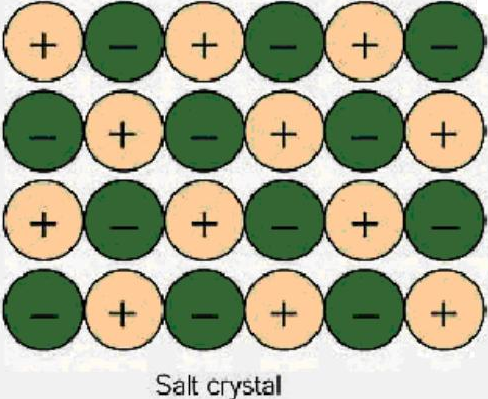 + − + − + −
− + − + − +
+ − + − + −
− + − + − +
Salt crystal